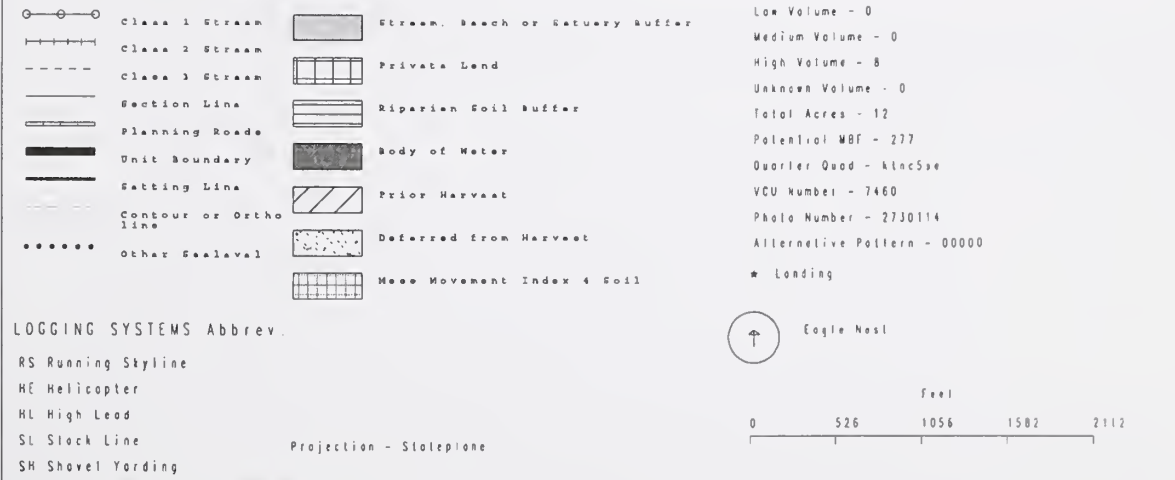 Class 1 Stream
Class 2 Stream
Class 3 Stream
Section Line
Planning Roads
Unit Boundary
Setting Line
Contour or Ortho
line
Other Sealaval
Stream, Beach or Estuary Buffer
Private Land
Riparian Soil Buffer
Body of Water
Prior Harvest
Deferred from Harvest
Mass Movement Index 4 Soil
Low Volume - 0
Medium Volume - 0
High Volume - 8
Unknown Volume - 0
Total Acres - 12
Potential MBF - 277
Quarter Quad - ktnc5se
VCU Number - 7460
Photo Number - 2730114
Alternative Pattern - 00000
★ Landing
Eagle Nest
LOGGING SYSTEMS Abbrev.
RS Running Skyline
HE Helicopter
HL High Lead
SL Slack Line
SH Shovel Yarding
Projection - Stateplane
Feet
0 526 1056 1582 2112